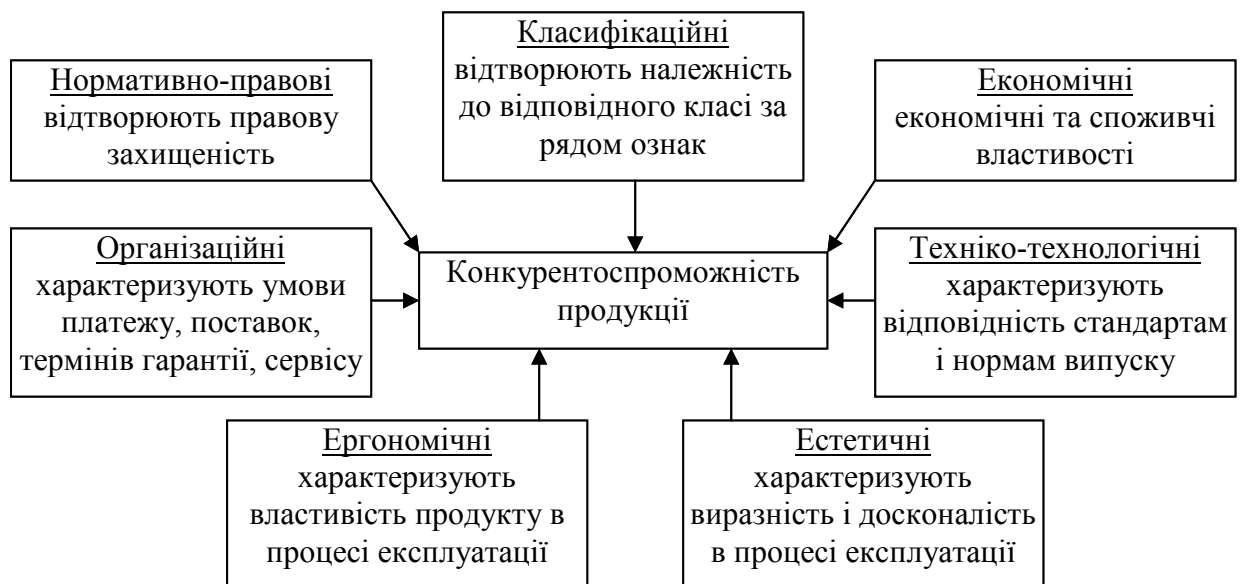 Класифікаційні
відтворюють належність
до відповідного класі за
рядом ознак
Нормативно-правові
відтворюють правову
захищеність
Економічні
економічні та споживчі
властивості
Організаційні
характеризують умови
платежу, поставок,
термінів гарантії, сервісу
Конкурентоспроможність
продукції
Техніко-технологічні
характеризують
відповідність стандартам
і нормам випуску
Ергономічні
характеризують
властивість продукту в
процесі експлуатації
Естетичні
характеризують
виразність і досконалість
в процесі експлуатації